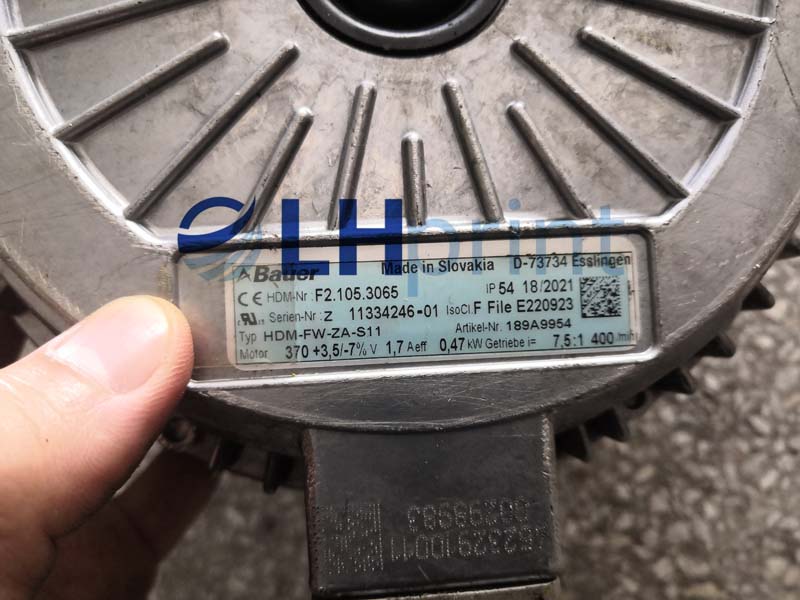 LHprint
Bauer Made in Slovakia D-73734 Esslingen
CE HDM-Nr: F2.105.3065 IP 54 18/2021
Serien-Nr: Z 11334246-01 IsoCl. F File E220923
Typ HDM-FW-ZA-S11 Artikel-Nr. 189A9954
Motor 370 +3,5/-7% V 1,7 Aeff 0,47 kW Getriebe i= 7,5:1 400 /min